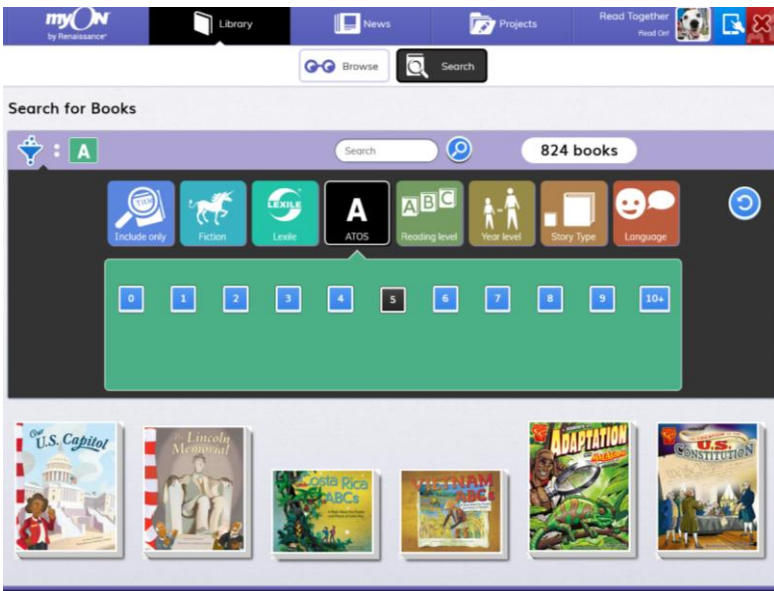 myON
by Renaissance
Library
News
Projects
Read Together
Read On!
Browse
Search
Search for Books
A
Search
824 books
TITLE
Include only
Fiction
LEXILE
Lexile
A
ATOS
A B C
Reading level
Year level
Story Type
Language
0
1
2
3
4
5
6
7
8
9
10+
Our
U.S. Capitol
The Lincoln
Memorial
Costa Rica
ABCs
VIETNAM
ABCs
ADAPTATION
U.S.
CONSTITUTION